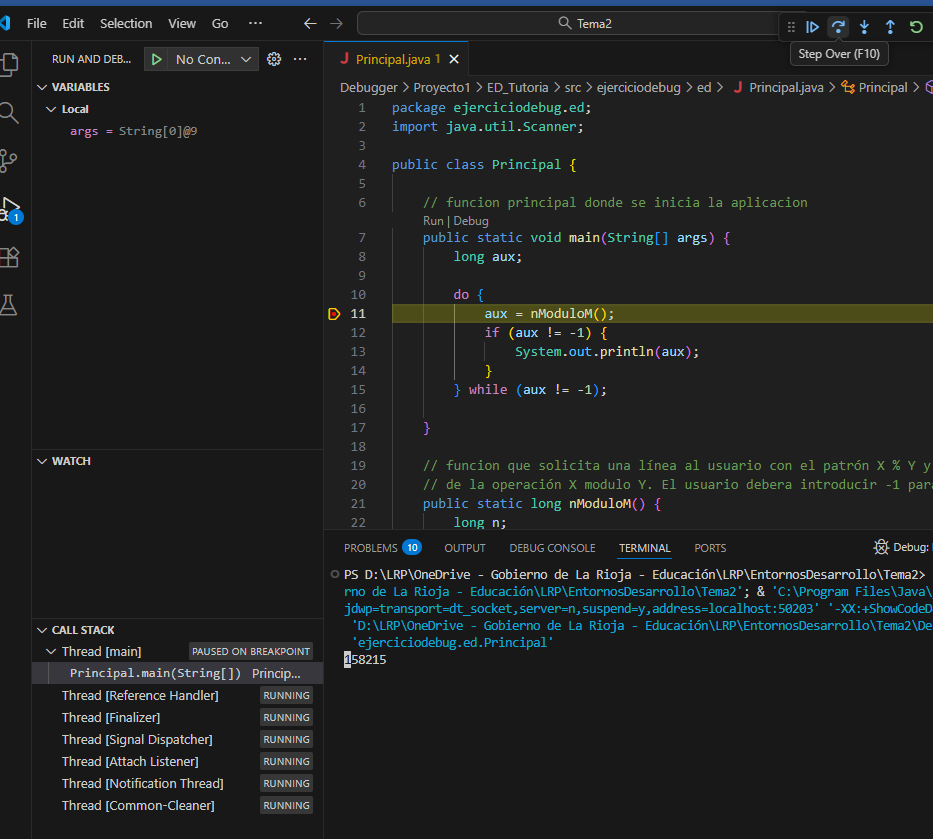 File Edit Selection View Go ··· Tema2
Step Over (F10)
RUN AND DEB... No Con... ···
VARIABLES
Local
args = String[0]@9
WATCH
CALL STACK
Thread [main] PAUSED ON BREAKPOINT
Principal.main(String[]) Princip...
Thread [Reference Handler] RUNNING
Thread [Finalizer] RUNNING
Thread [Signal Dispatcher] RUNNING
Thread [Attach Listener] RUNNING
Thread [Notification Thread] RUNNING
Thread [Common-Cleaner] RUNNING
1
J Principal.java 1
Debugger > Proyecto1 > ED_Tutoria > src > ejerciciodebug > ed > J Principal.java > Principal >
1 package ejerciciodebug.ed;
2 import java.util.Scanner;
3
4 public class Principal {
5
6 // funcion principal donde se inicia la aplicacion
Run | Debug
7 public static void main(String[] args) {
8 long aux;
9
10 do {
11 aux = nModuloM();
12 if (aux != -1) {
13 System.out.println(aux);
14 }
15 } while (aux != -1);
16
17 }
18
19 // funcion que solicita una línea al usuario con el patrón X % Y y
20 // de la operación X modulo Y. El usuario debera introducir -1 para
21 public static long nModuloM() {
22 long n;
PROBLEMS 10 OUTPUT DEBUG CONSOLE TERMINAL PORTS Debug:
PS D:\LRP\OneDrive - Gobierno de La Rioja - Educación\LRP\EntornosDesarrollo\Tema2>
rno de La Rioja - Educación\LRP\EntornosDesarrollo\Tema2'; & 'C:\Program Files\Java\
jdwp=transport=dt_socket,server=n,suspend=y,address=localhost:50203' '-XX:+ShowCodeD
'D:\LRP\OneDrive - Gobierno de La Rioja - Educación\LRP\EntornosDesarrollo\Tema2\De
'ejerciciodebug.ed.Principal'
158215